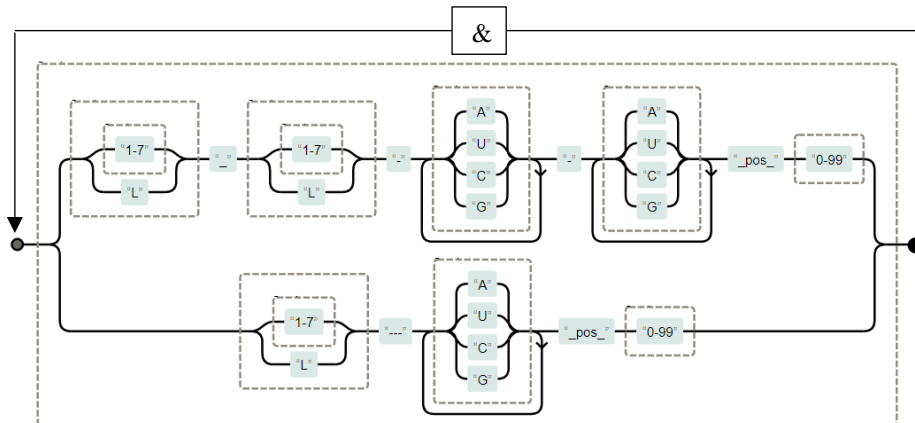 &
"A" "A"
"1-7" "1-7" "U" "U"
"_" "-" "-" "_pos_" "0-99"
"L" "L" "C" "C"
"G" "G"
"A"
"1-7" "U"
"---" "_pos_" "0-99"
"L" "C"
"G"